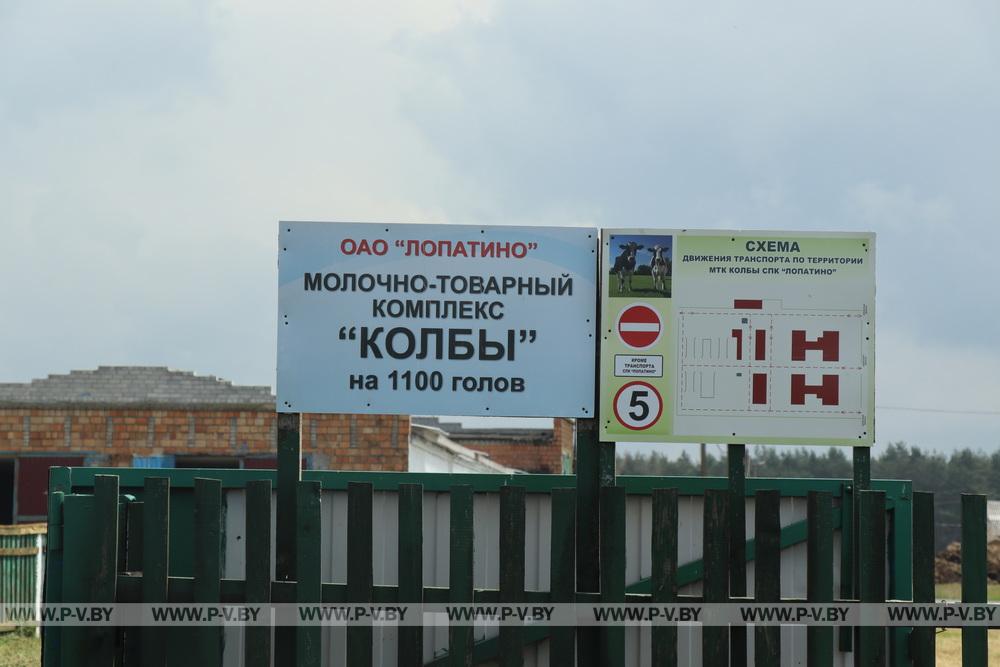 ОАО “ЛОПАТИНО”
МОЛОЧНО-ТОВАРНЫЙ
КОМПЛЕКС
“КОЛБЫ”
на 1100 голов
СХЕМА
ДВИЖЕНИЯ ТРАНСПОРТА ПО ТЕРРИТОРИИ
МТК КОЛБЫ СПК “ЛОПАТИНО”
КРОМЕ
ТРАНСПОРТА
СПК “ЛОПАТИНО”
5
WWW.P-V.BY WWW.P-V.BY WWW.P-V.BY WWW.P-V.BY WWW.P-V.BY WWW.P-V.BY WWW.P-V.BY